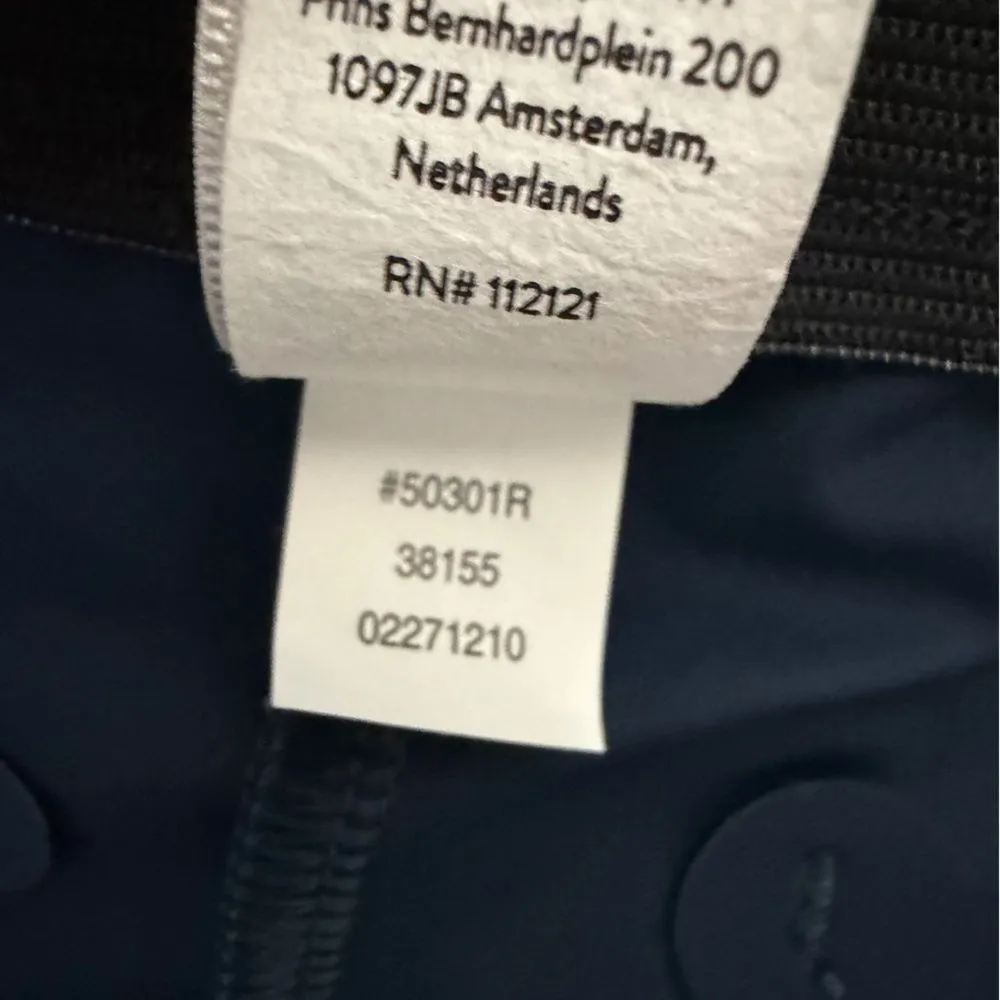 Prins Bernhardplein 200
1097JB Amsterdam,
Netherlands
RN# 112121
#50301R
38155
02271210